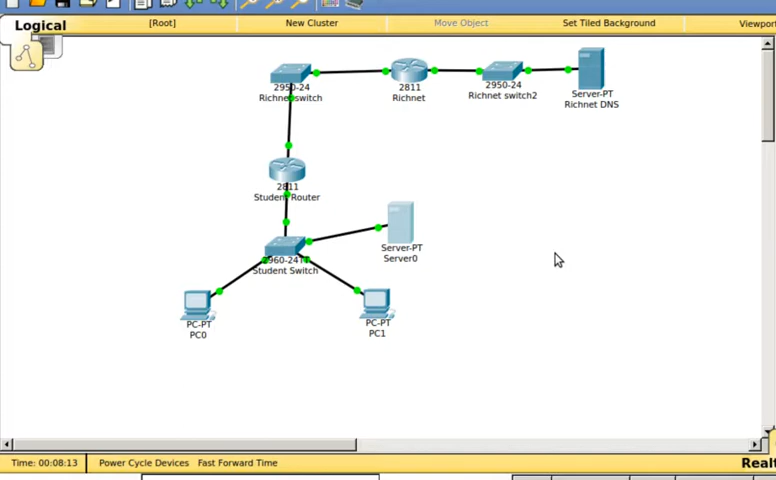 Logical
[Root]
New Cluster
Move Object
Set Tiled Background
Viewport
2950-24
Richnet switch
2811
Richnet
2950-24
Richnet switch2
Server-PT
Richnet DNS
2811
Student Router
Server-PT
Server0
2960-24TT
Student Switch
PC-PT
PC0
PC-PT
PC1
Time: 00:08:13
Power Cycle Devices
Fast Forward Time
Realt